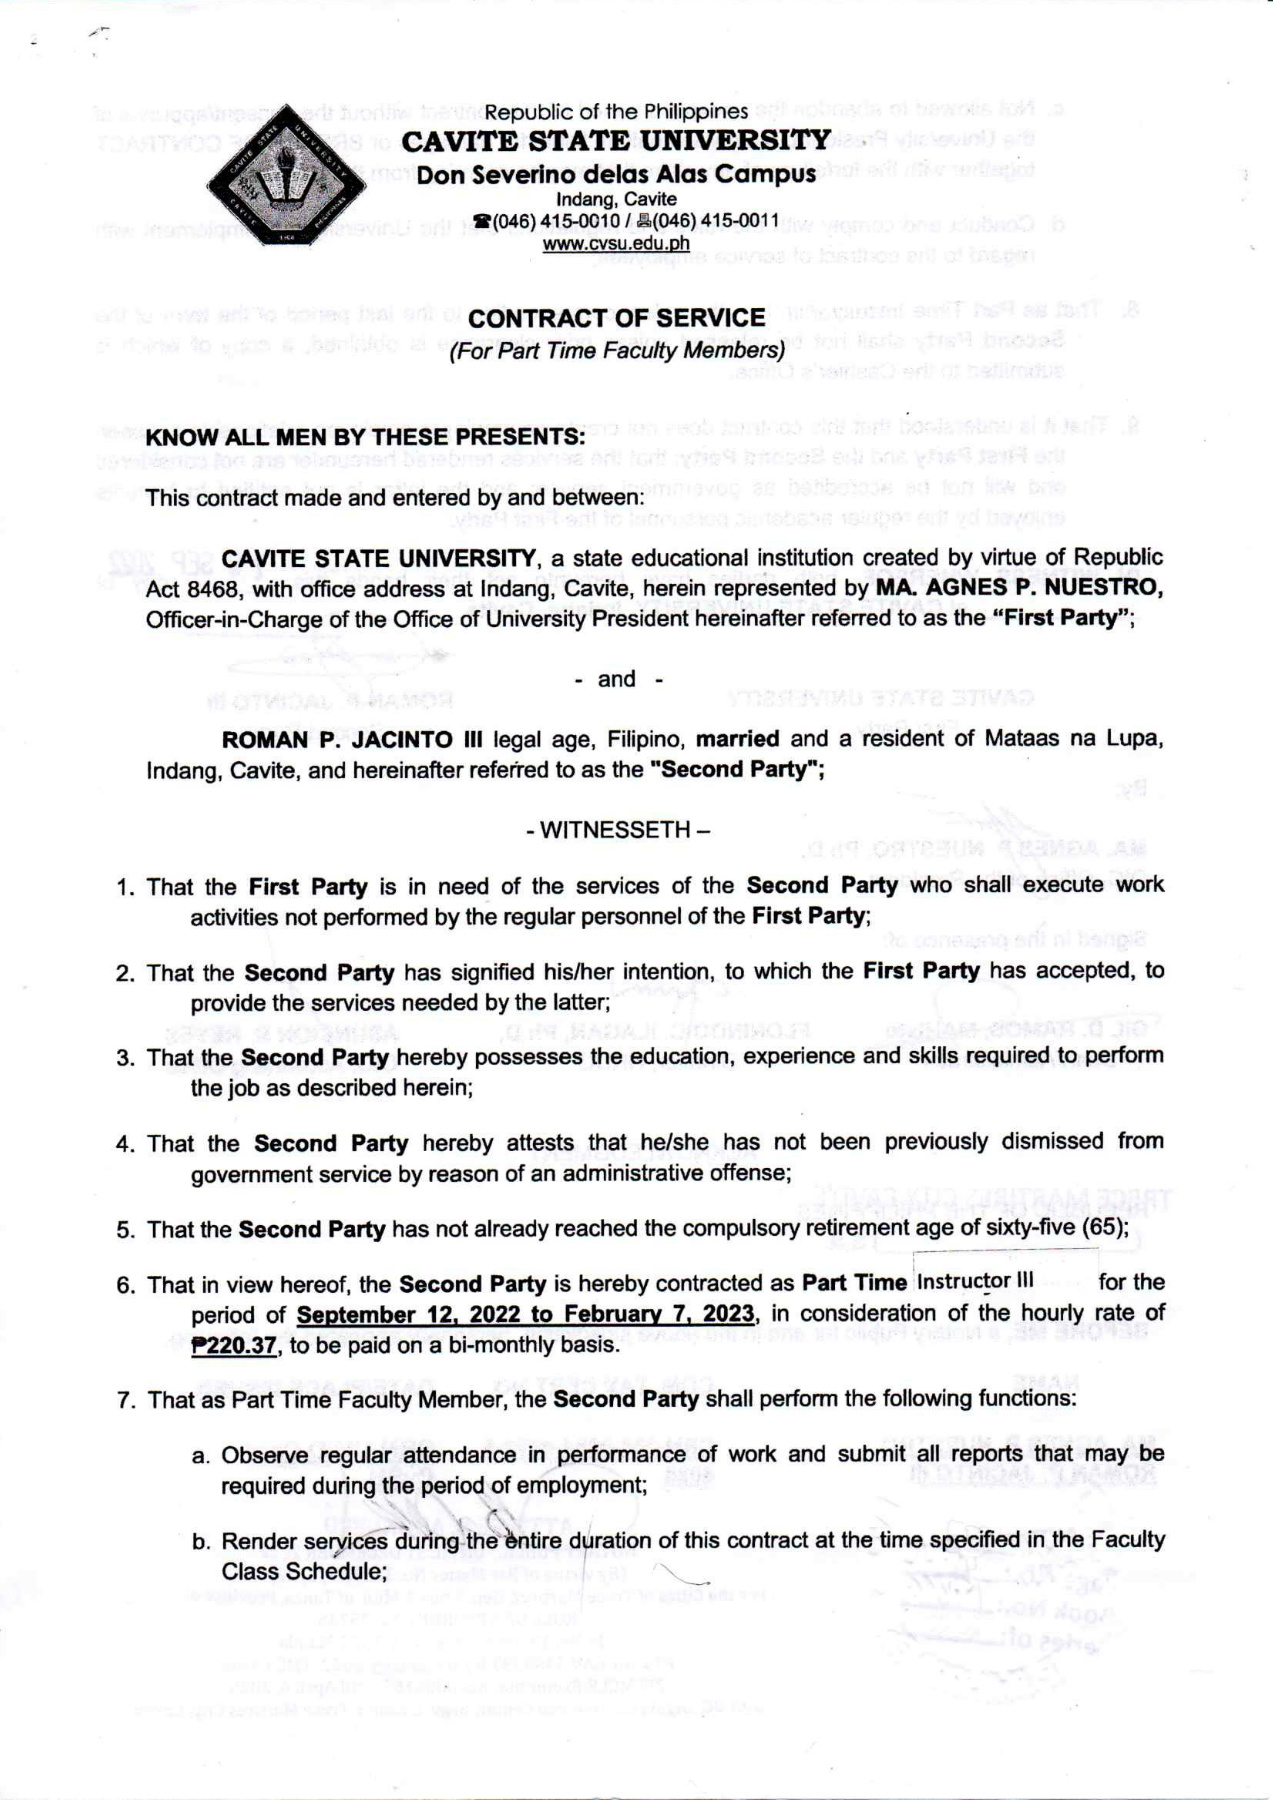 Republic of the Philippines
CAVITE STATE UNIVERSITY
Don Severino delas Alas Campus
Indang, Cavite
☎(046) 415-0010 / (046) 415-0011
www.cvsu.edu.ph
CONTRACT OF SERVICE
(For Part Time Faculty Members)
KNOW ALL MEN BY THESE PRESENTS:
This contract made and entered by and between:
CAVITE STATE UNIVERSITY, a state educational institution created by virtue of Republic
Act 8468, with office address at Indang, Cavite, herein represented by MA. AGNES P. NUESTRO,
Officer-in-Charge of the Office of University President hereinafter referred to as the “First Party”;
- and -
ROMAN P. JACINTO III legal age, Filipino, married and a resident of Mataas na Lupa,
Indang, Cavite, and hereinafter referred to as the "Second Party";
- WITNESSETH –
1. That the First Party is in need of the services of the Second Party who shall execute work
activities not performed by the regular personnel of the First Party;
2. That the Second Party has signified his/her intention, to which the First Party has accepted, to
provide the services needed by the latter;
3. That the Second Party hereby possesses the education, experience and skills required to perform
the job as described herein;
4. That the Second Party hereby attests that he/she has not been previously dismissed from
government service by reason of an administrative offense;
5. That the Second Party has not already reached the compulsory retirement age of sixty-five (65);
6. That in view hereof, the Second Party is hereby contracted as Part Time Instructor III for the
period of September 12, 2022 to February 7, 2023, in consideration of the hourly rate of
₱220.37, to be paid on a bi-monthly basis.
7. That as Part Time Faculty Member, the Second Party shall perform the following functions:
a. Observe regular attendance in performance of work and submit all reports that may be
required during the period of employment;
b. Render services during the entire duration of this contract at the time specified in the Faculty
Class Schedule;